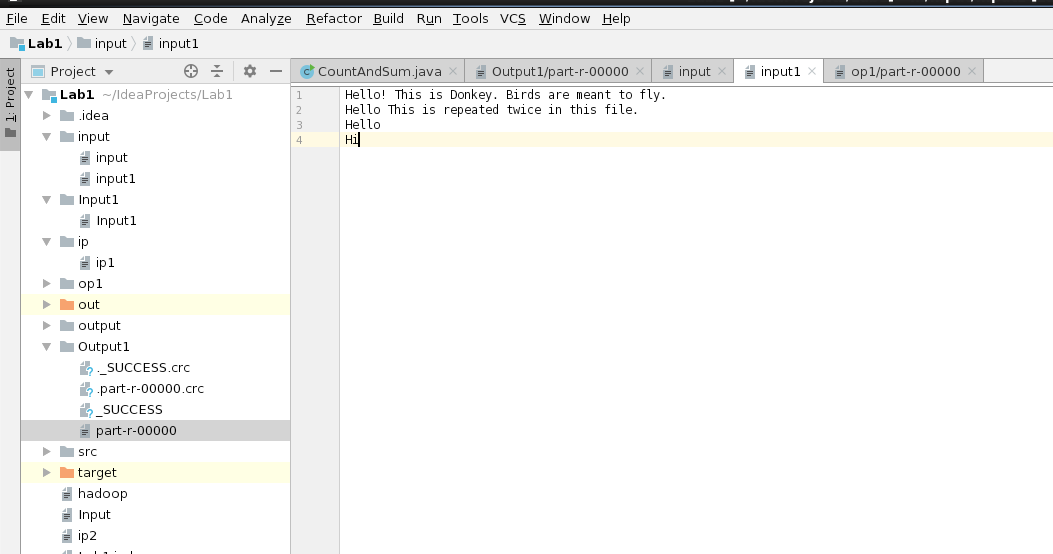 File Edit View Navigate Code Analyze Refactor Build Run Tools VCS Window Help
Lab1 input input1
1: Project
Project
CountAndSum.java Output1/part-r-00000 input input1 op1/part-r-00000
Lab1 ~/IdeaProjects/Lab1
.idea
input
input
input1
Input1
Input1
ip
ip1
op1
out
output
Output1
._SUCCESS.crc
.part-r-00000.crc
_SUCCESS
part-r-00000
src
target
hadoop
Input
ip2
1 Hello! This is Donkey. Birds are meant to fly.
2 Hello This is repeated twice in this file.
3 Hello
4 Hi